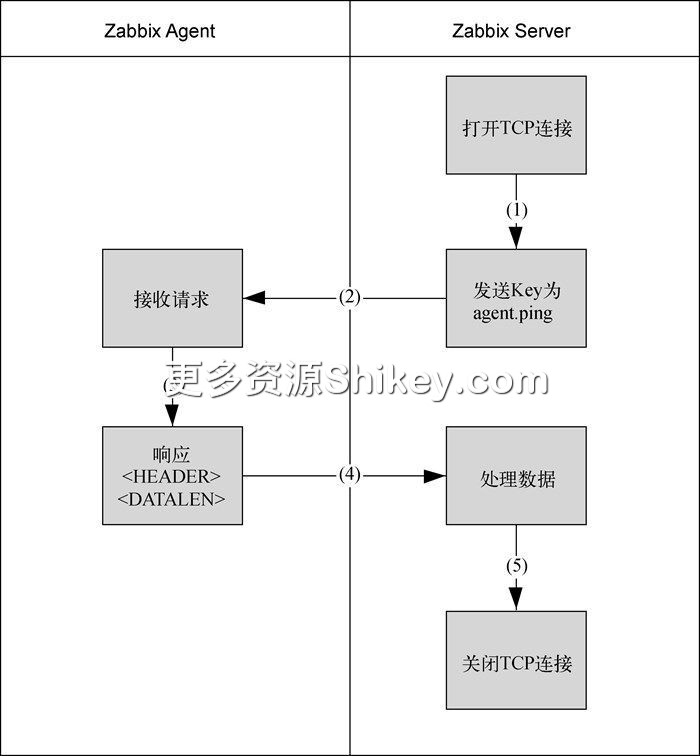 Zabbix Agent
Zabbix Server
打开TCP连接
(1)
接收请求
(2)
发送Key为
agent.ping
更多资源Shikey.com
(
响应
<HEADER>
<DATALEN>
(4)
处理数据
(5)
关闭TCP连接